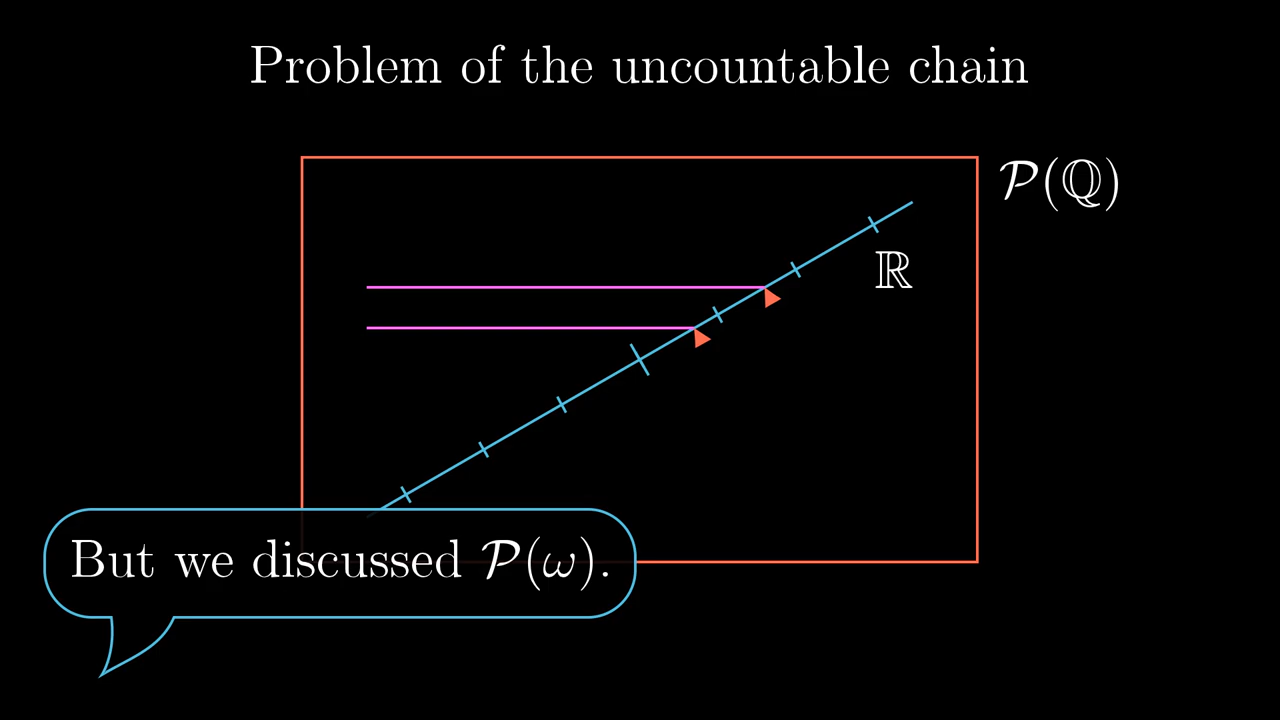 Problem of the uncountable chain
𝒫(ℚ)
ℝ
But we discussed 𝒫(ω).